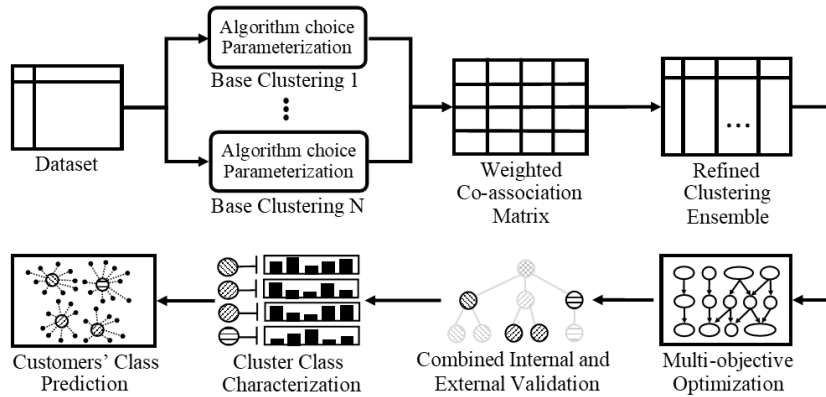 Algorithm choice
Parameterization
Base Clustering 1
Algorithm choice
Parameterization
Base Clustering N
Dataset
Weighted
Co-association
Matrix
...
Refined
Clustering
Ensemble
Customers’ Class
Prediction
Cluster Class
Characterization
Combined Internal and
External Validation
Multi-objective
Optimization